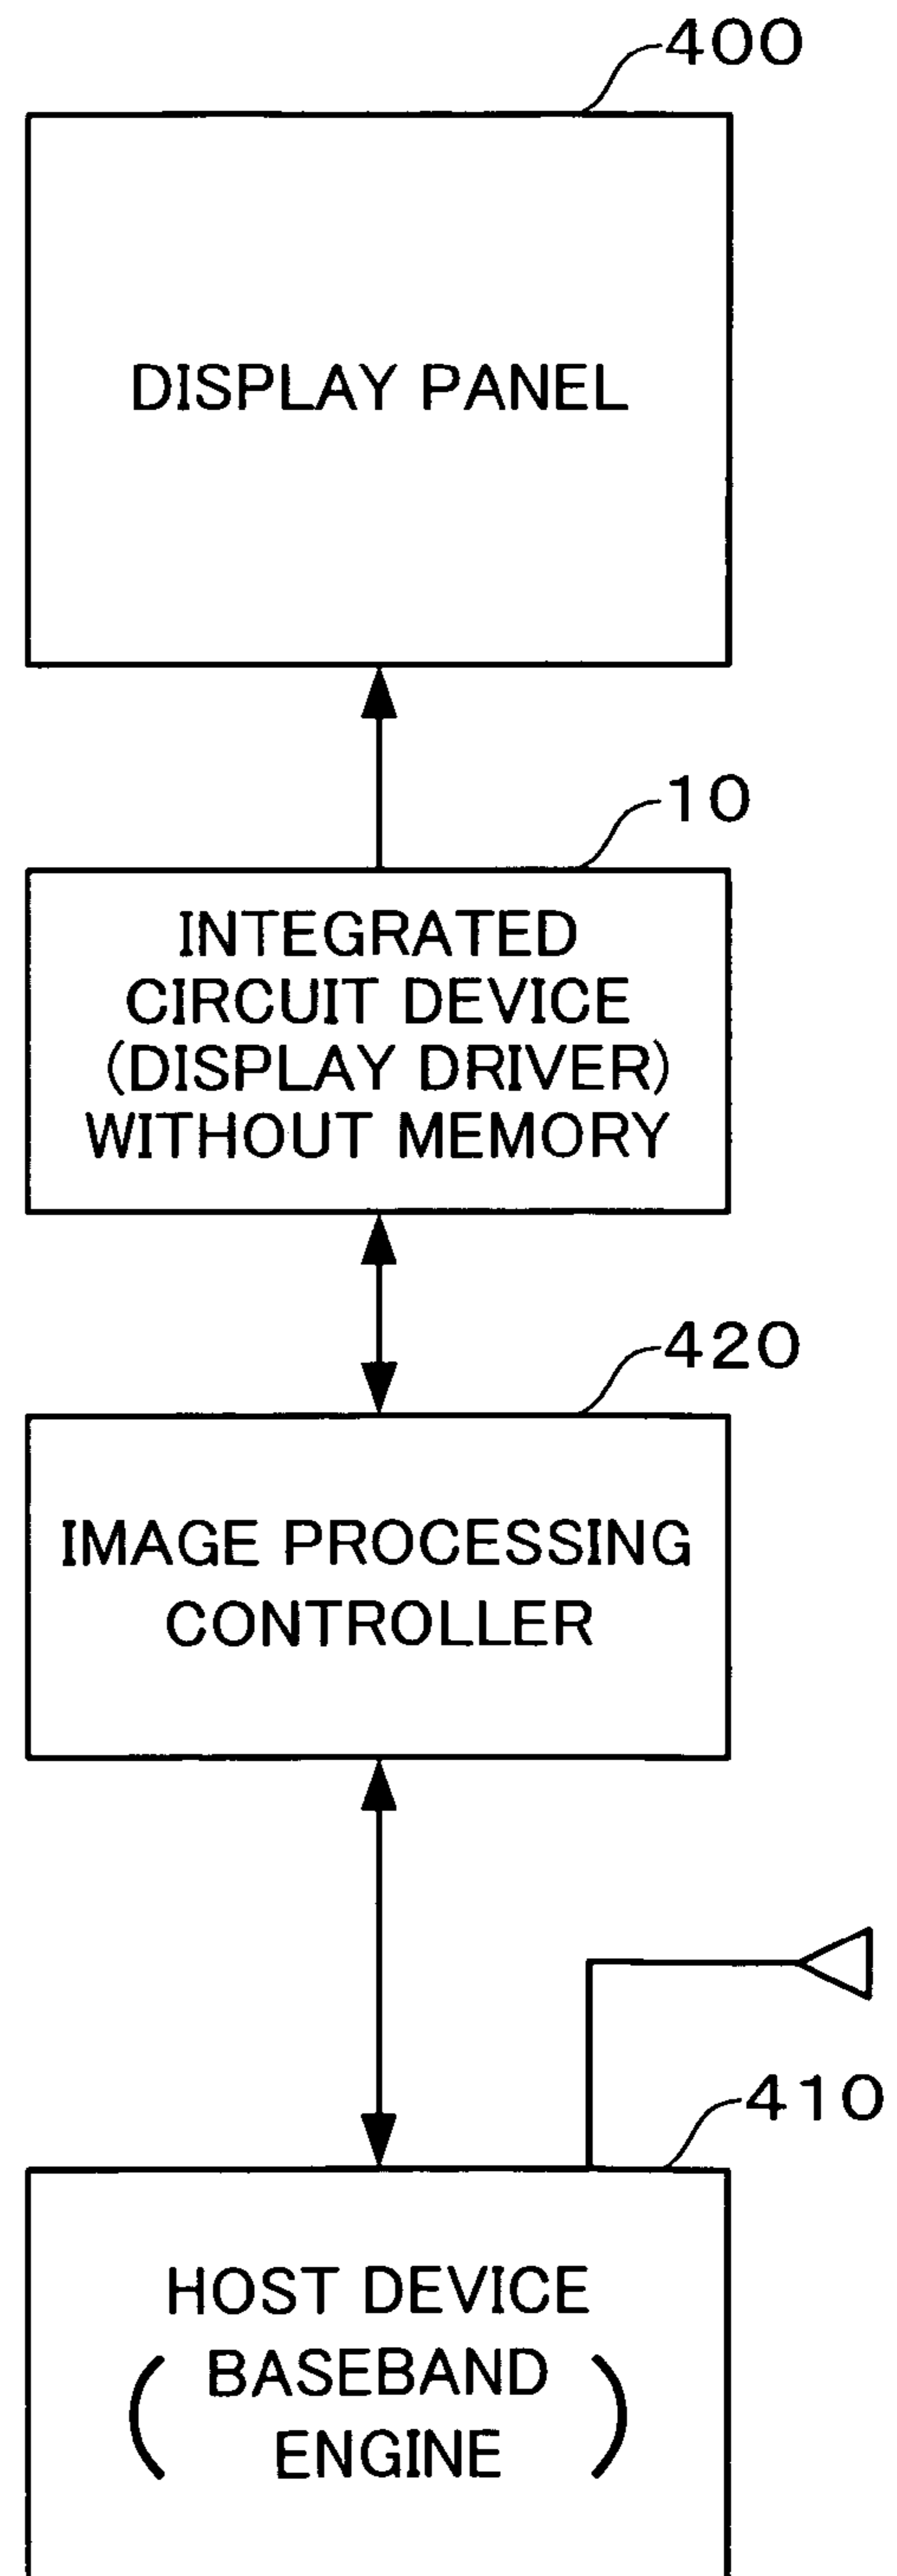 400
DISPLAY PANEL
10
INTEGRATED
CIRCUIT DEVICE
(DISPLAY DRIVER)
WITHOUT MEMORY
420
IMAGE PROCESSING
CONTROLLER
410
HOST DEVICE
( BASEBAND
ENGINE )